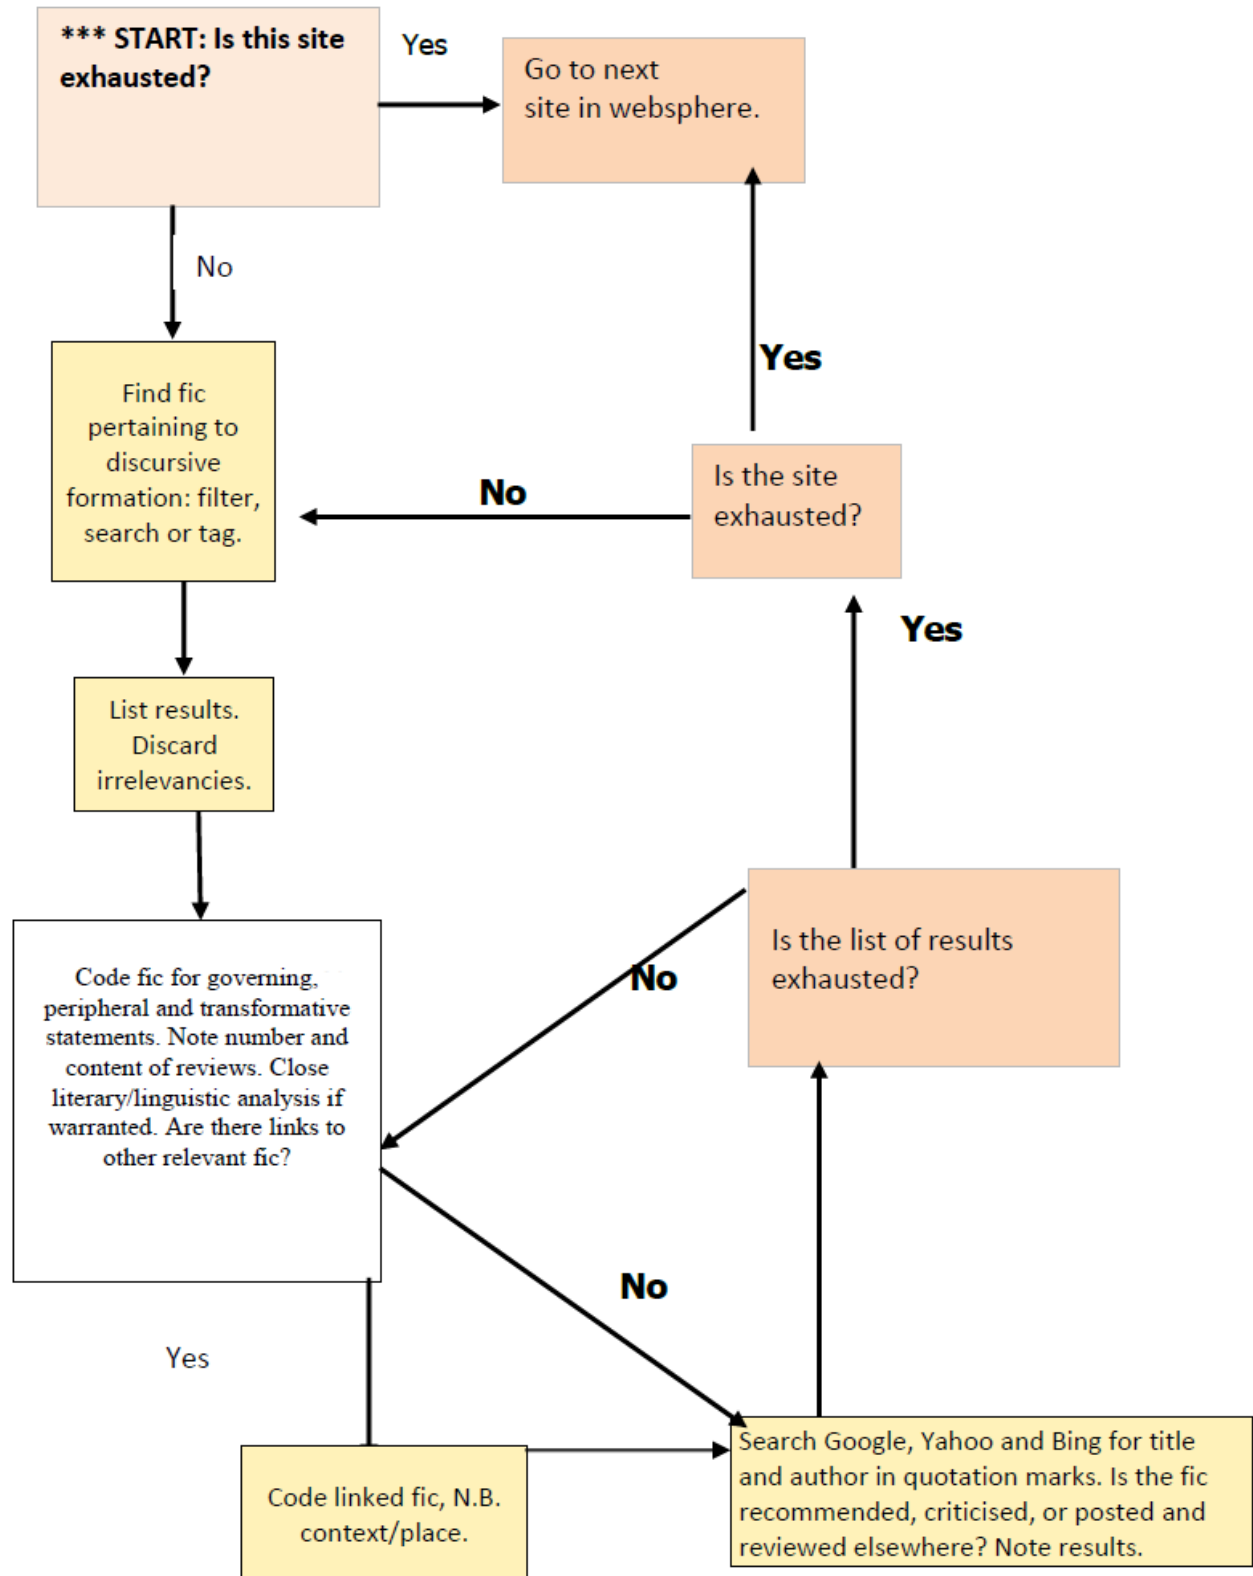 *** START: Is this site
exhausted?
Yes
Go to next
site in websphere.
No
Find fic
pertaining to
discursive
formation: filter,
search or tag.
Yes
No
Is the site
exhausted?
Yes
List results.
Discard
irrelevancies.
Code fic for governing,
peripheral and transformative
statements. Note number and
content of reviews. Close
literary/linguistic analysis if
warranted. Are there links to
other relevant fic?
No
Is the list of results
exhausted?
No
Yes
Code linked fic, N.B.
context/place.
Search Google, Yahoo and Bing for title
and author in quotation marks. Is the fic
recommended, criticised, or posted and
reviewed elsewhere? Note results.